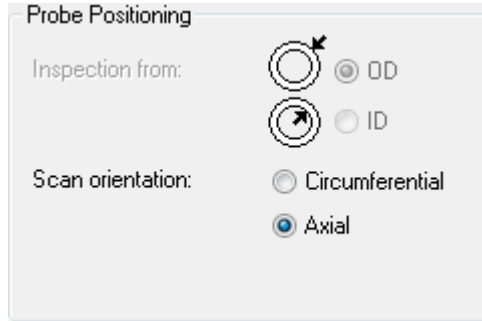 Probe Positioning
Inspection from: OD
ID
Scan orientation: Circumferential
Axial